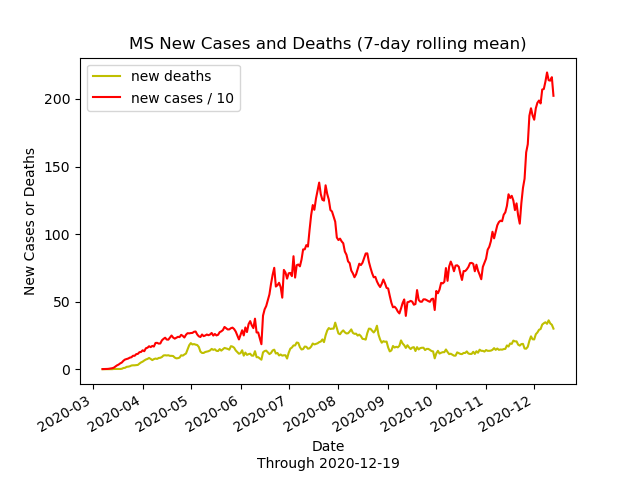 MS New Cases and Deaths (7-day rolling mean)
new deaths
new cases / 10
200
150
100
50
0
New Cases or Deaths
2020-03
2020-04
2020-05
2020-06
2020-07
2020-08
2020-09
2020-10
2020-11
2020-12
Date
Through 2020-12-19